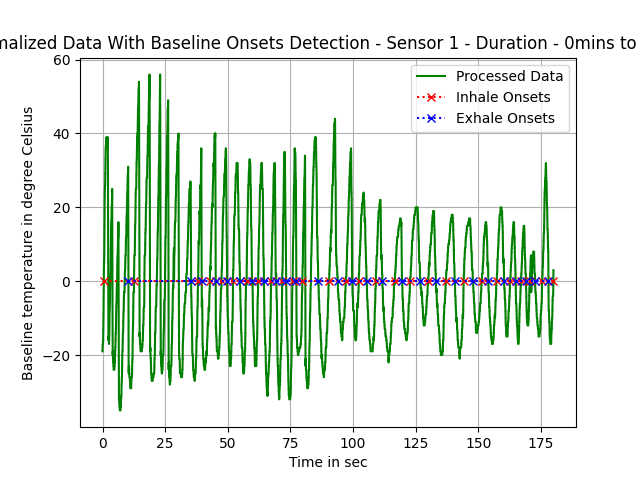 malized Data With Baseline Onsets Detection - Sensor 1 - Duration - 0mins to
Processed Data
Inhale Onsets
Exhale Onsets
Baseline temperature in degree Celsius
60
40
20
0
−20
0 25 50 75 100 125 150 175
Time in sec